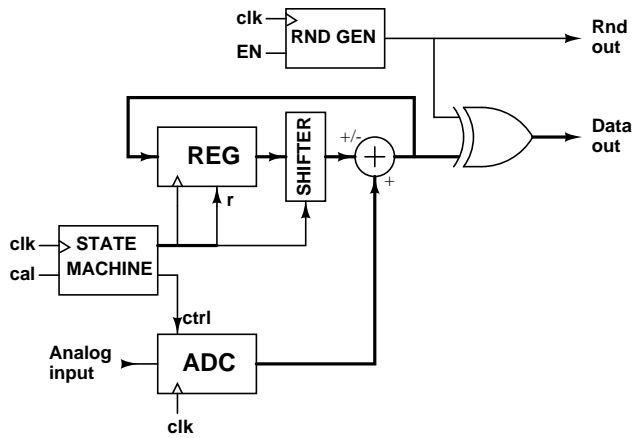 clk
EN
RND GEN
Rnd
out
Data
out
REG
r
SHIFTER
+/-
+
+
clk
cal
STATE
MACHINE
ctrl
Analog
input
ADC
clk